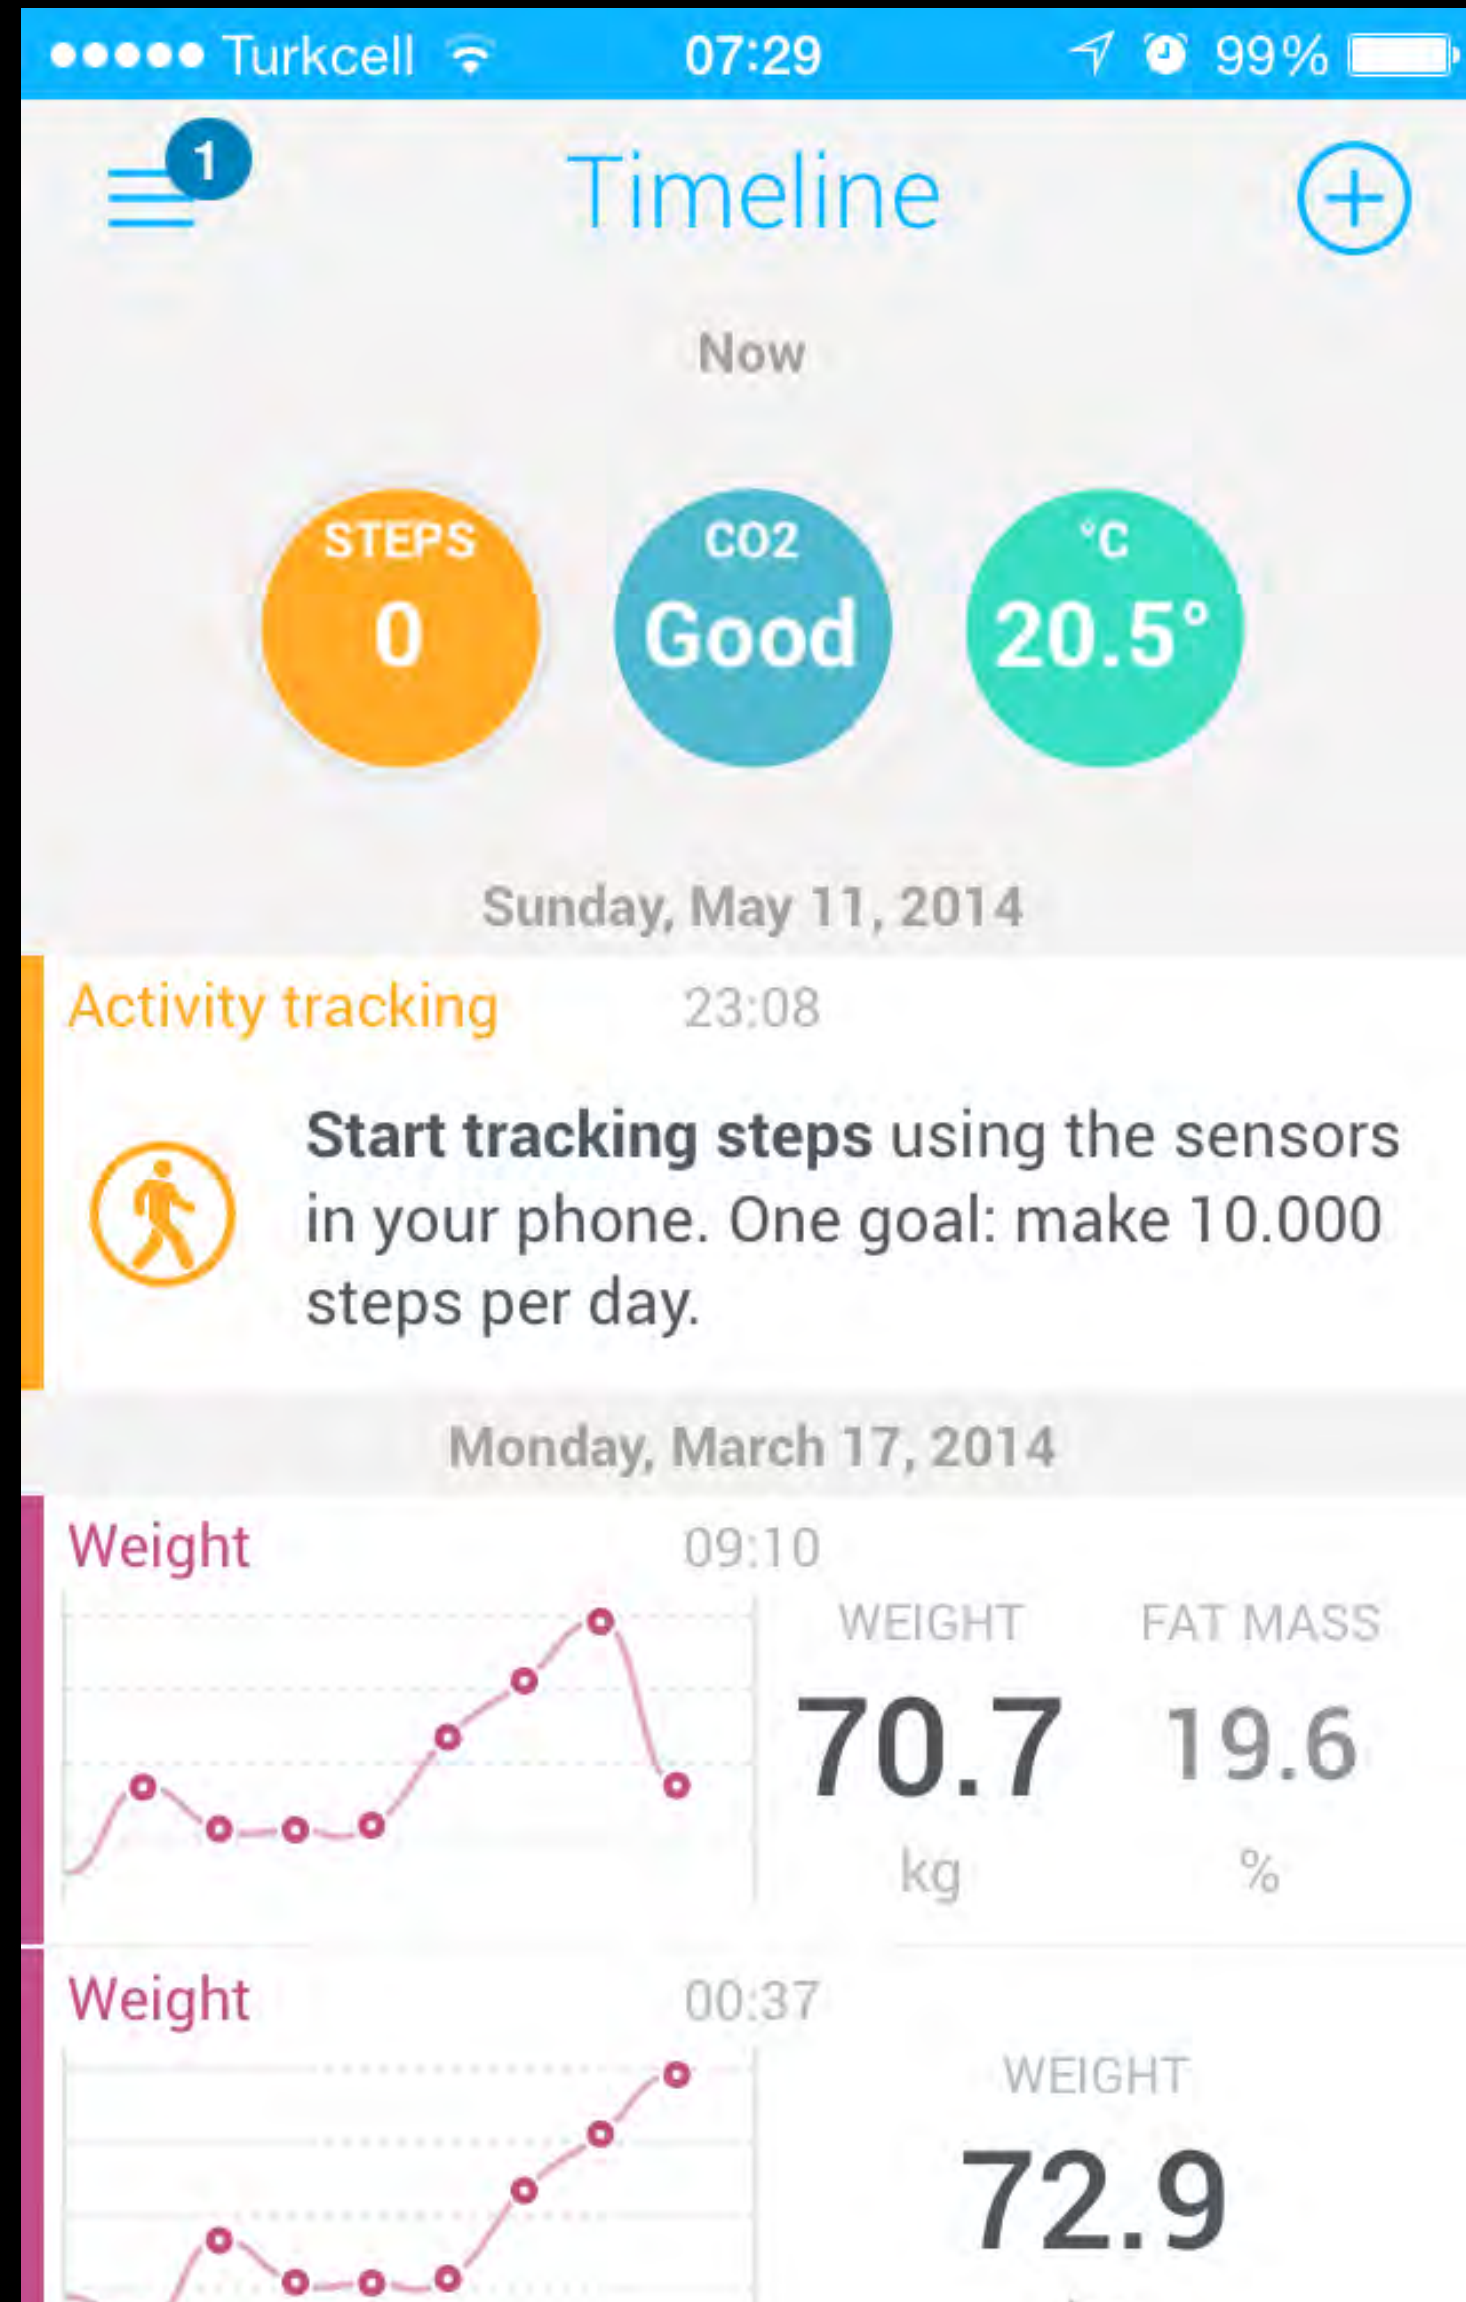 Turkcell 07:29 99%
1
Timeline
Now
STEPS CO2 °C
0 Good 20.5°
Sunday, May 11, 2014
Activity tracking 23:08
Start tracking steps using the sensors
in your phone. One goal: make 10.000
steps per day.
Monday, March 17, 2014
Weight 09:10
WEIGHT FAT MASS
70.7 19.6
kg %
Weight 00:37
WEIGHT
72.9